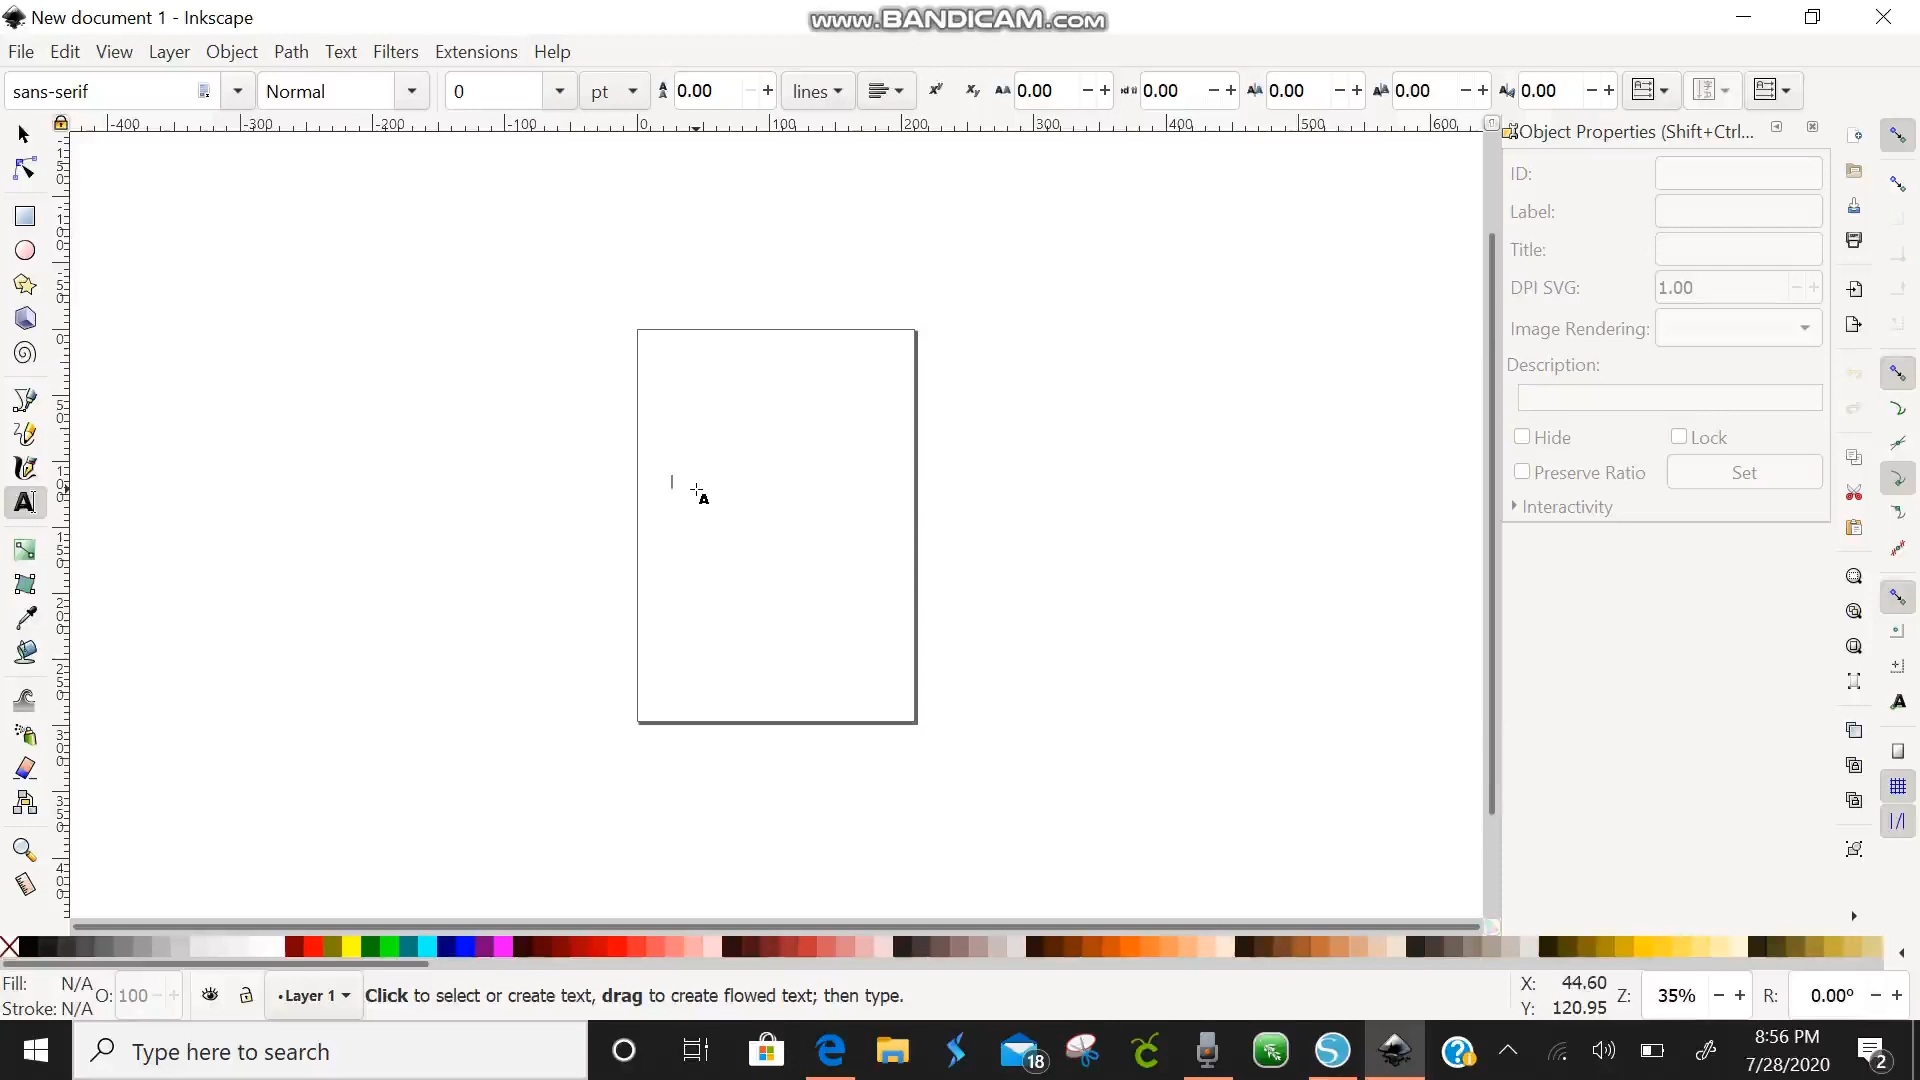 New document 1 - Inkscape
www.BANDICAM.com
File Edit View Layer Object Path Text Filters Extensions Help
sans-serif Normal 0 pt 0.00 lines 0.00 0.00 0.00 0.00 0.00
-400 -300 -200 -100 0 100 200 300 400 500 600
Object Properties (Shift+Ctrl...
ID:
Label:
Title:
DPI SVG: 1.00
Image Rendering:
Description:
Hide Lock
Preserve Ratio Set
Interactivity
Fill: N/A
Stroke: N/A
O: 100
Layer 1
Click to select or create text, drag to create flowed text; then type.
X: 44.60
Y: 120.95
Z: 35%
R: 0.00°
Type here to search
18
8:56 PM
7/28/2020
2